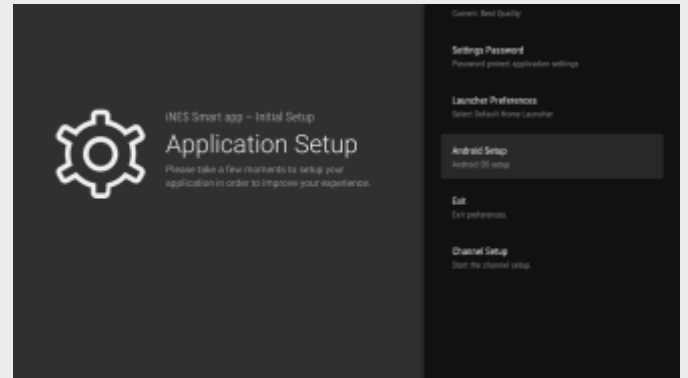 iNES Smart app – Initial Setup
Application Setup
Please take a few moments to setup your
application in order to improve your experience.
Current: Best Quality
Settings Password
Password protect application settings
Launcher Preferences
Select Default Home Launcher
Android Setup
Android OS setup
Exit
Exit preferences.
Channel Setup
Start the channel setup.